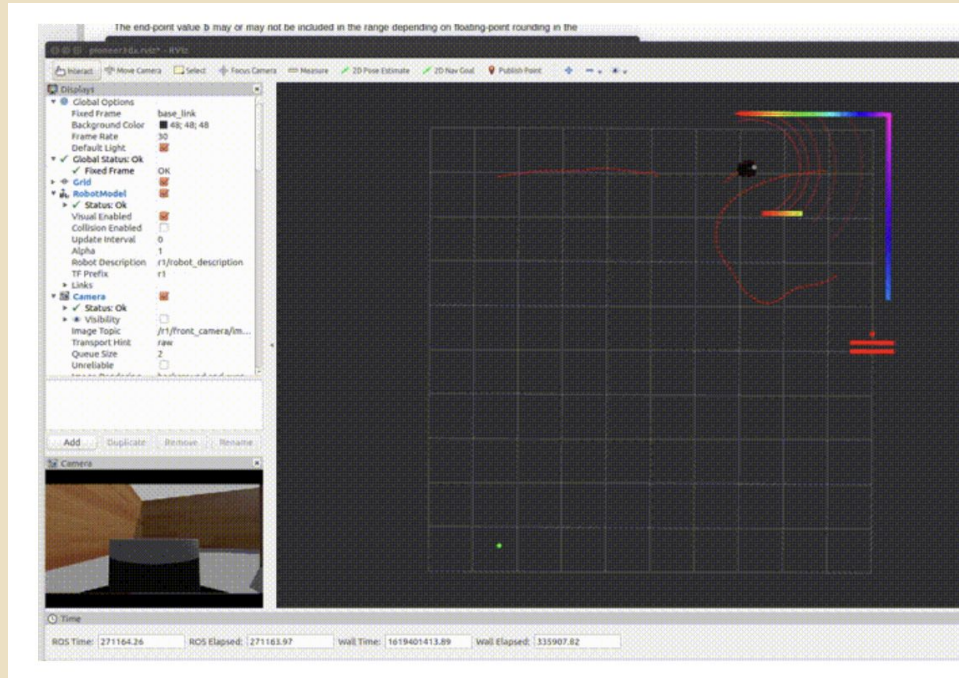 The end-point value b may or may not be included in the range depending on floating-point rounding in the
pioneer3dx.rviz* - RViz
Interact Move Camera Select Focus Camera Measure 2D Pose Estimate 2D Nav Goal Publish Point
Displays
Global Options
Fixed Frame base_link
Background Color 48; 48; 48
Frame Rate 30
Default Light
Global Status: Ok
Fixed Frame OK
Grid
RobotModel
Status: Ok
Visual Enabled
Collision Enabled
Update Interval 0
Alpha 1
Robot Description r1/robot_description
TF Prefix r1
Links
Camera
Status: Ok
Visibility
Image Topic /r1/front_camera/im...
Transport Hint raw
Queue Size 2
Unreliable
Add Duplicate Remove Rename
Camera
Time
ROS Time: 271164.26 ROS Elapsed: 271163.97 Wall Time: 1619401413.89 Wall Elapsed: 335907.82